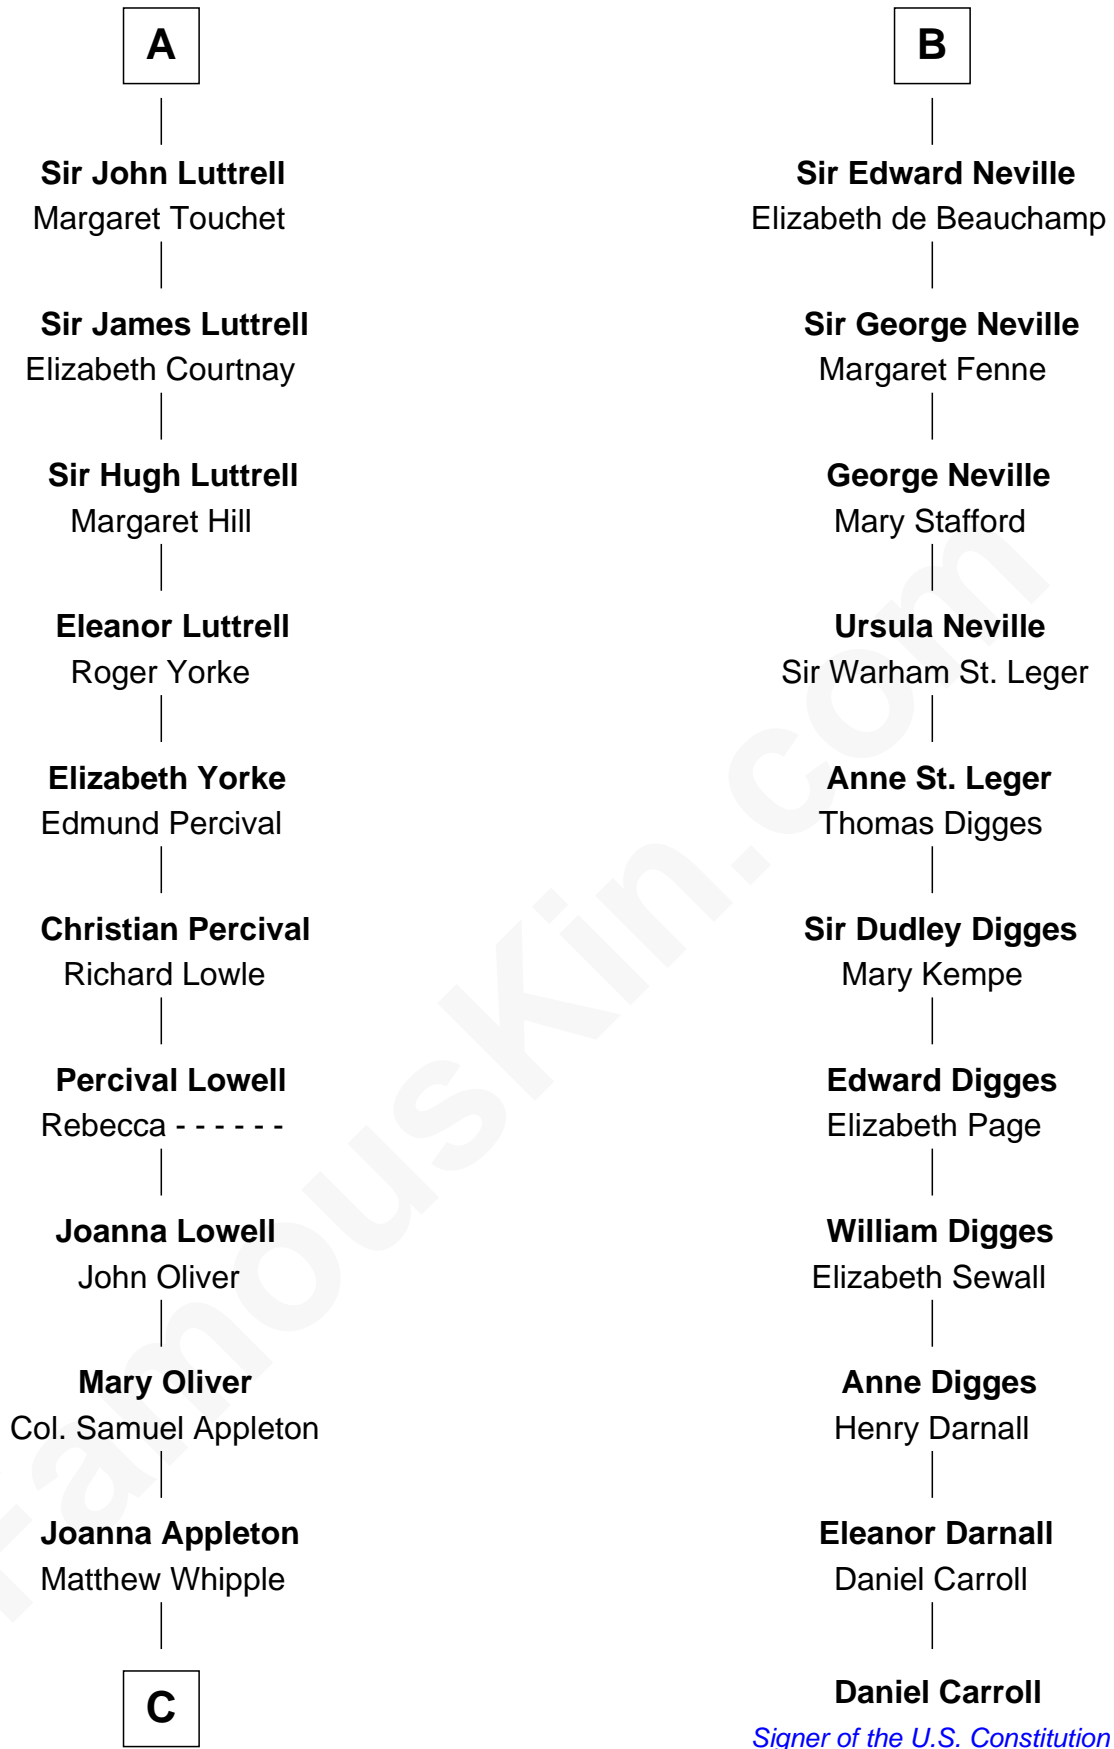 A
Sir John Luttrell
Margaret Touchet
Sir James Luttrell
Elizabeth Courtnay
Sir Hugh Luttrell
Margaret Hill
Eleanor Luttrell
Roger Yorke
Elizabeth Yorke
Edmund Percival
Christian Percival
Richard Lowle
Percival Lowell
Rebecca - - - - - -
Joanna Lowell
John Oliver
Mary Oliver
Col. Samuel Appleton
Joanna Appleton
Matthew Whipple
C
B
Sir Edward Neville
Elizabeth de Beauchamp
Sir George Neville
Margaret Fenne
George Neville
Mary Stafford
Ursula Neville
Sir Warham St. Leger
Anne St. Leger
Thomas Digges
Sir Dudley Digges
Mary Kempe
Edward Digges
Elizabeth Page
William Digges
Elizabeth Sewall
Anne Digges
Henry Darnall
Eleanor Darnall
Daniel Carroll
Daniel Carroll
Signer of the U.S. Constitution
FamousKin.com